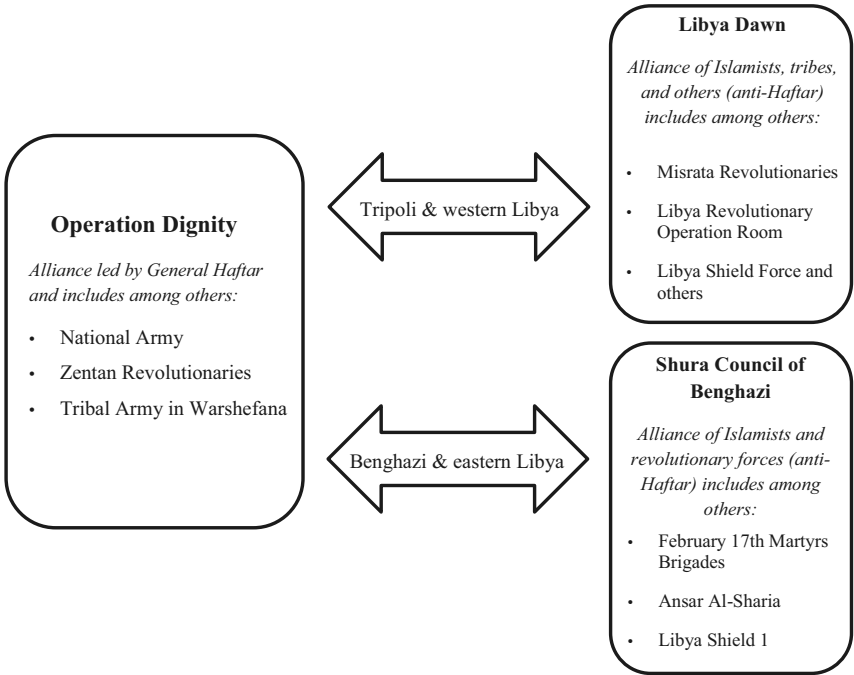 Operation Dignity
Alliance led by General Haftar
and includes among others:
• National Army
• Zentan Revolutionaries
• Tribal Army in Warshefana
Tripoli & western Libya
Benghazi & eastern Libya
Libya Dawn
Alliance of Islamists, tribes,
and others (anti-Haftar)
includes among others:
• Misrata Revolutionaries
• Libya Revolutionary
Operation Room
• Libya Shield Force and
others
Shura Council of
Benghazi
Alliance of Islamists and
revolutionary forces (anti-
Haftar) includes among
others:
• February 17th Martyrs
Brigades
• Ansar Al-Sharia
• Libya Shield 1